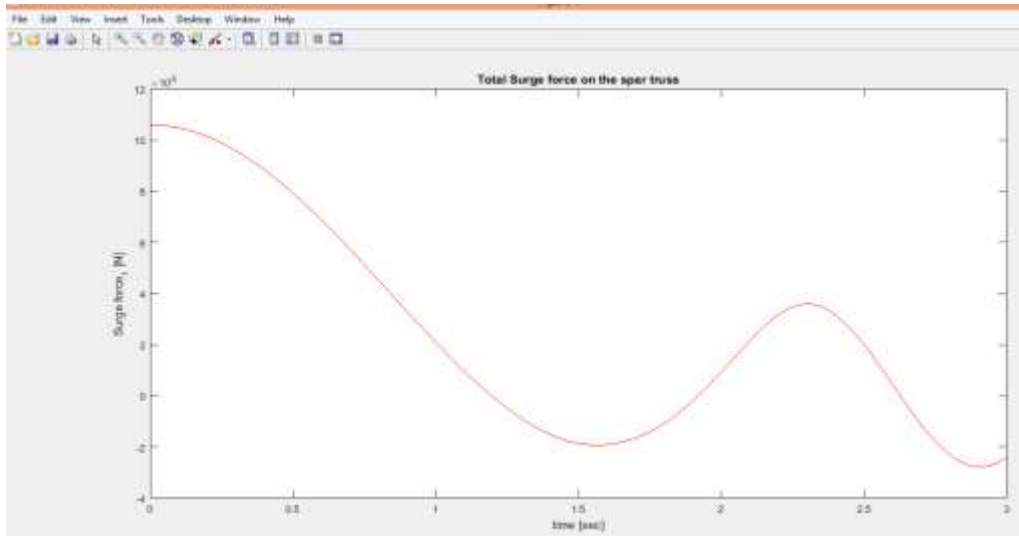 File Edit View Insert Tools Desktop Window Help
Total Surge force on the sper truss
12
10
8
6
4
2
0
-2
-4
Surge force, [N]
0 0.5 1 1.5 2 2.5 3
time [sec]